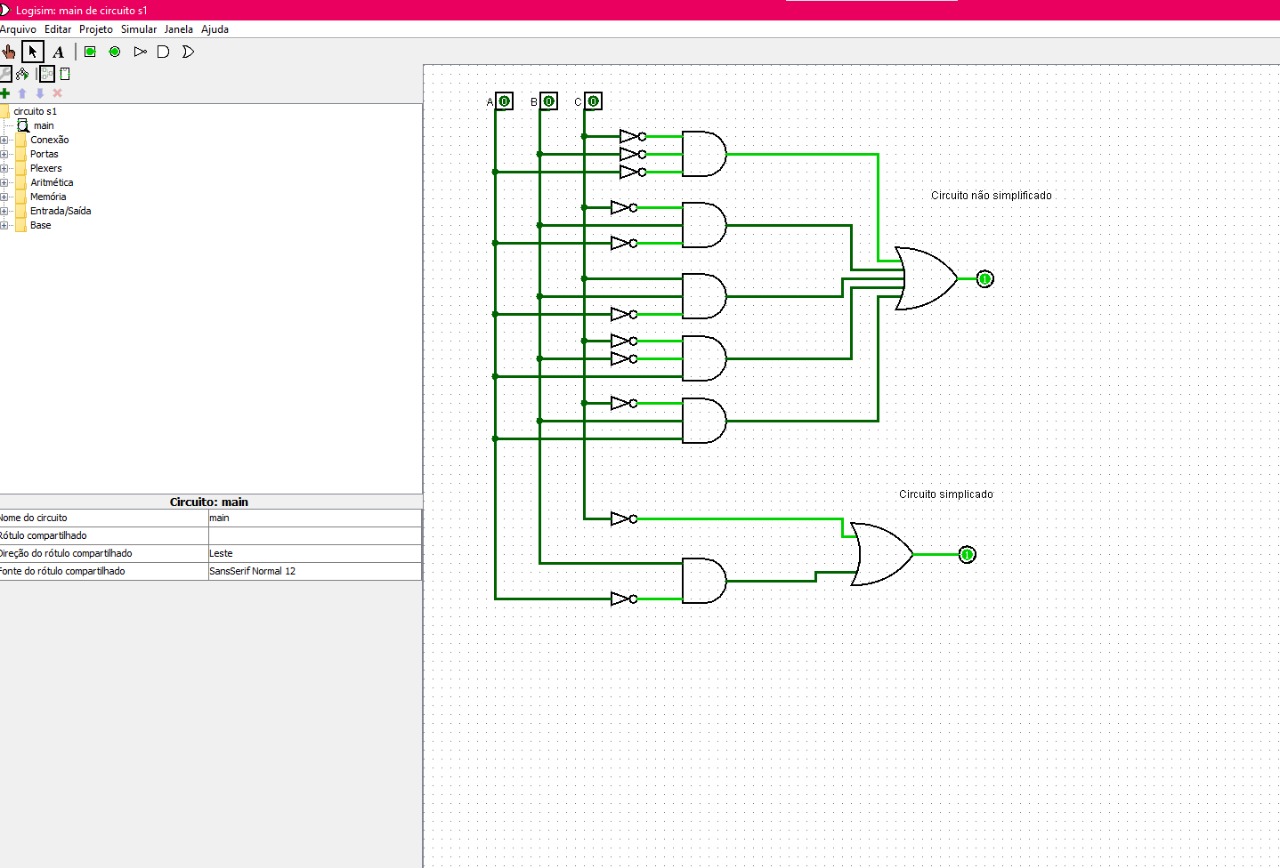 Logisim: main de circuito s1
Arquivo Editar Projeto Simular Janela Ajuda
A
circuito s1
main
Conexão
Portas
Plexers
Aritmética
Memória
Entrada/Saída
Base
Circuito: main
Nome do circuito main
Rótulo compartilhado
Direção do rótulo compartilhado Leste
Fonte do rótulo compartilhado SansSerif Normal 12
A 0 B 0 C 0
Circuito não simplificado
1
Circuito simplicado
1